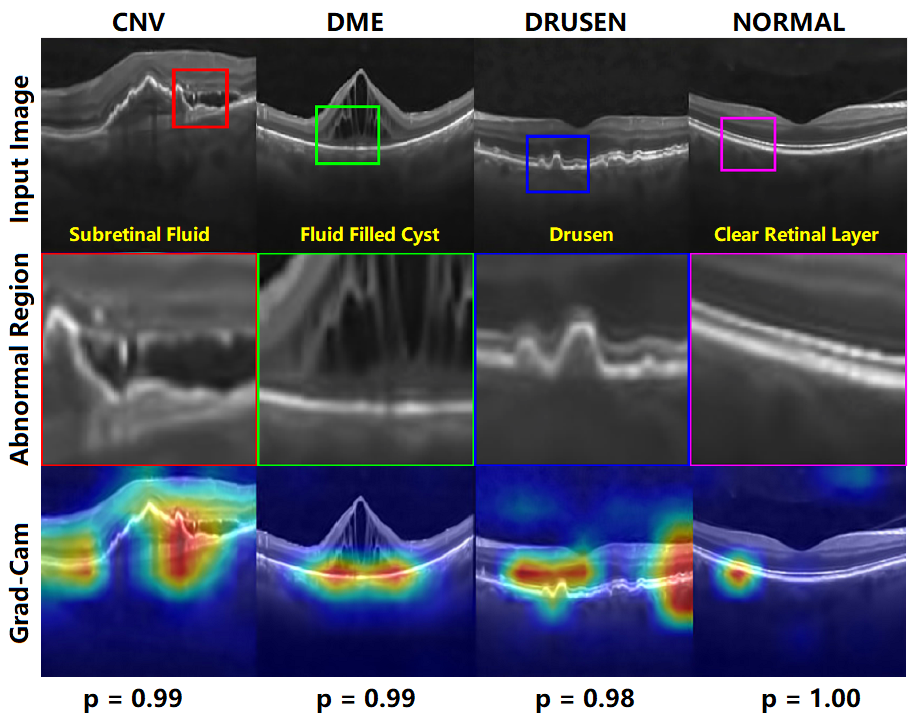 CNV DME DRUSEN NORMAL
Input Image
Subretinal Fluid Fluid Filled Cyst Drusen Clear Retinal Layer
Abnormal Region
Grad-Cam
p = 0.99 p = 0.99 p = 0.98 p = 1.00